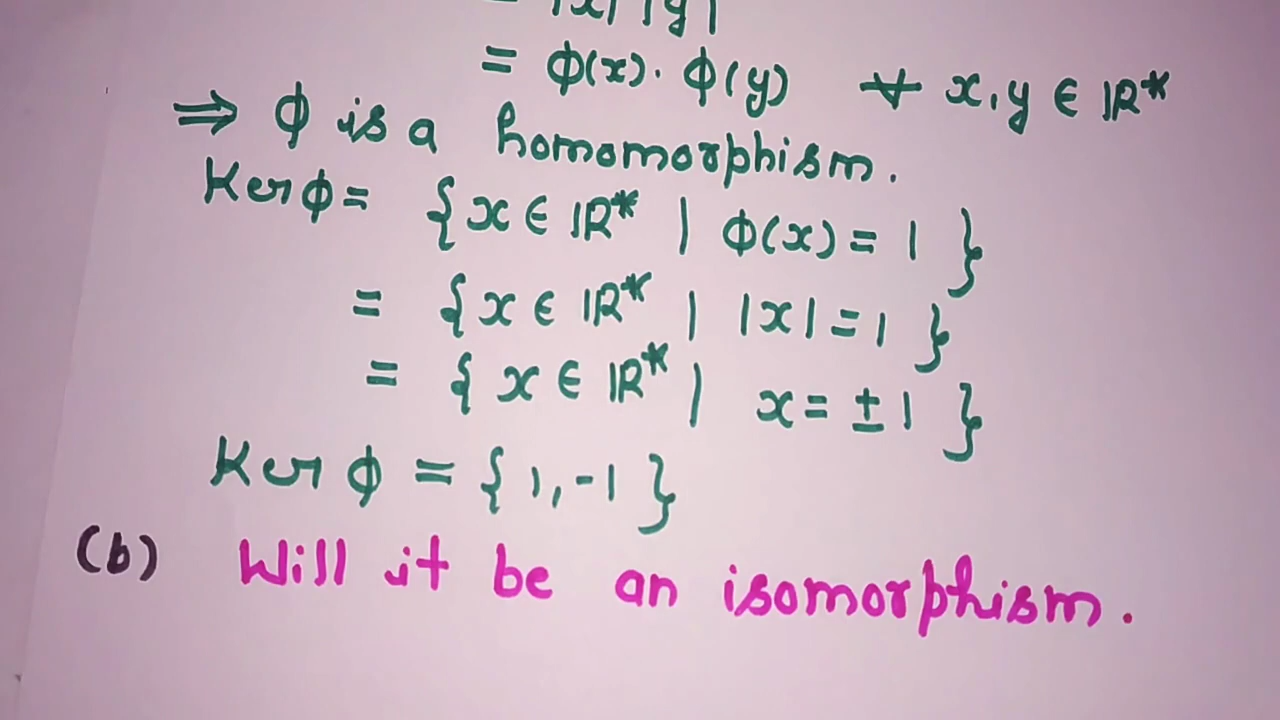 = |x| |y|
= ϕ(x). ϕ(y) ∀ x,y ∈ ℝ*
⇒ ϕ is a homomorphism.
Ker ϕ = {x ∈ ℝ* | ϕ(x) = 1}
= {x ∈ ℝ* | |x| = 1}
= {x ∈ ℝ* | x = ±1}
Ker ϕ = {1,-1}
(b) Will it be an isomorphism.